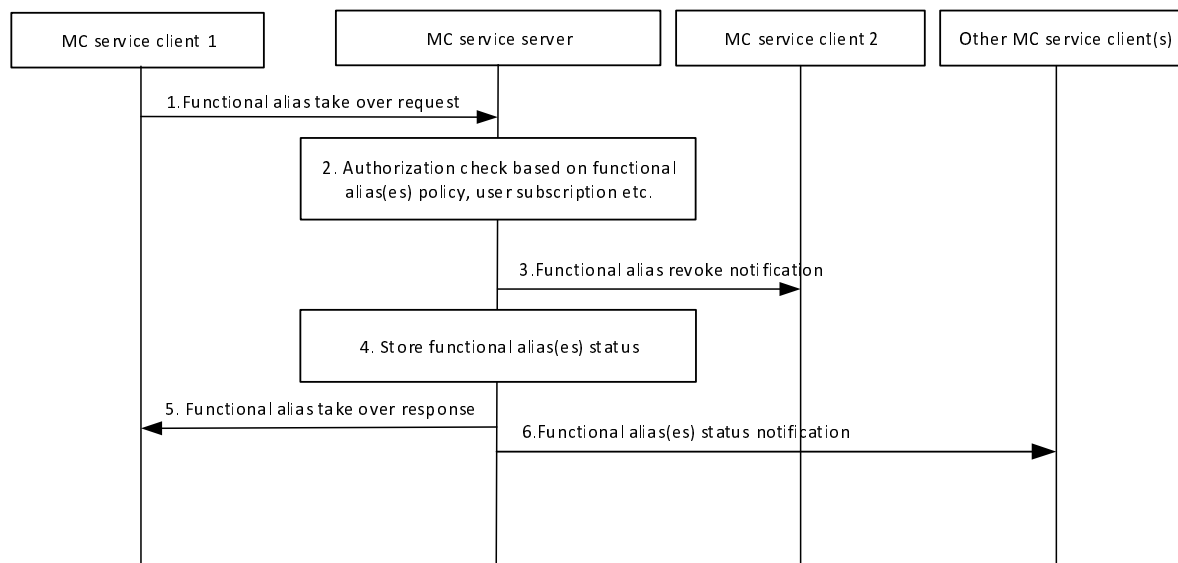 MC service client 1
MC service server
MC service client 2
Other MC service client(s)
1.Functional alias take over request
2. Authorization check based on functional
alias(es) policy, user subscription etc.
3.Functional alias revoke notification
4. Store functional alias(es) status
5. Functional alias take over response
6.Functional alias(es) status notification